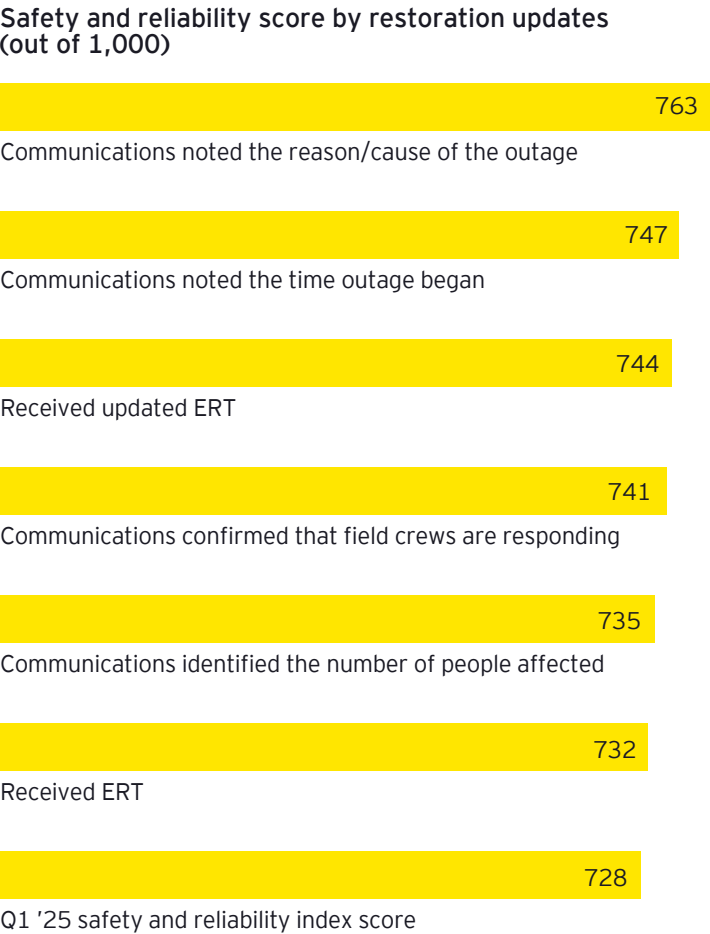 Safety and reliability score by restoration updates
(out of 1,000)
763
Communications noted the reason/cause of the outage
747
Communications noted the time outage began
744
Received updated ERT
741
Communications confirmed that field crews are responding
735
Communications identified the number of people affected
732
Received ERT
728
Q1 ’25 safety and reliability index score